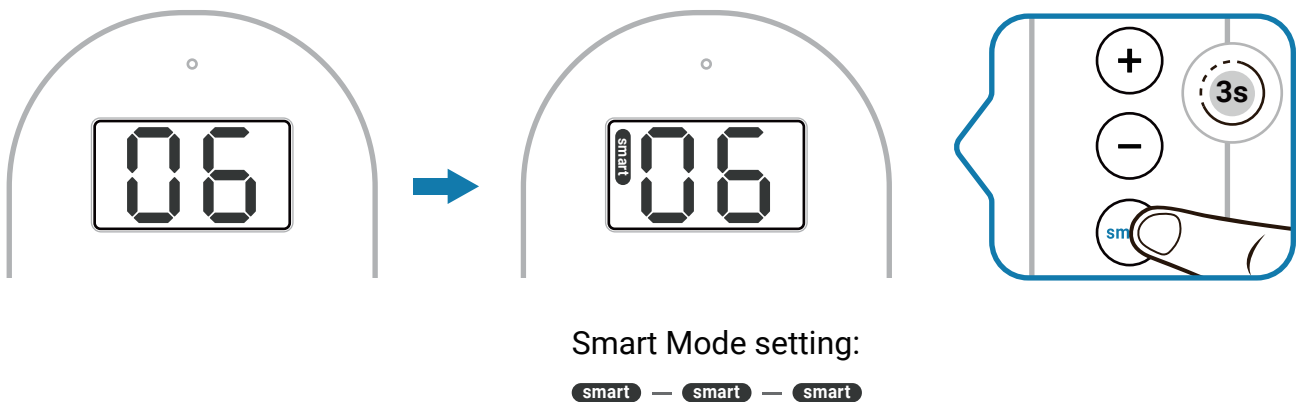 06
smart
06
+
3s
−
sm
Smart Mode setting:
smart — smart — smart